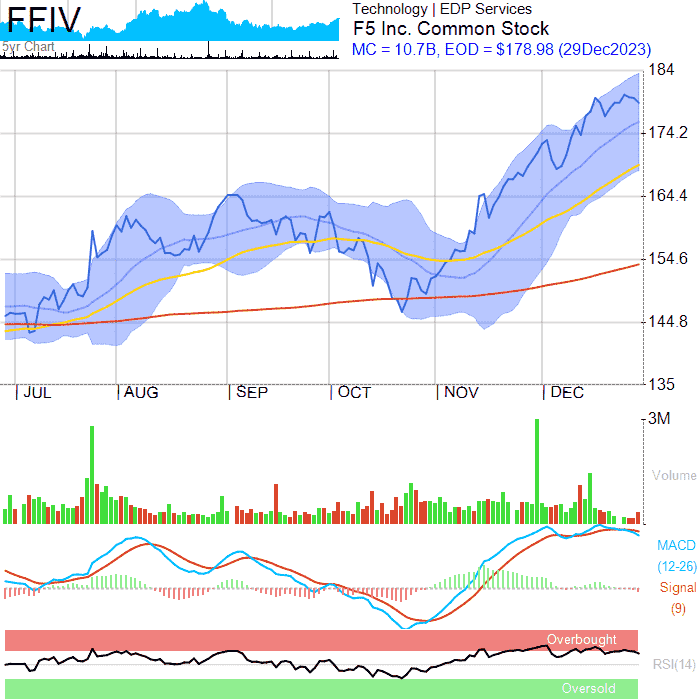 FFIV
5yr Chart
Technology | EDP Services
F5 Inc. Common Stock
MC = 10.7B, EOD = $178.98 (29Dec2023)
184
174.2
164.4
154.6
144.8
135
JUL
AUG
SEP
OCT
NOV
DEC
3M
Volume
MACD
(12-26)
Signal
(9)
Overbought
RSI(14)
Oversold